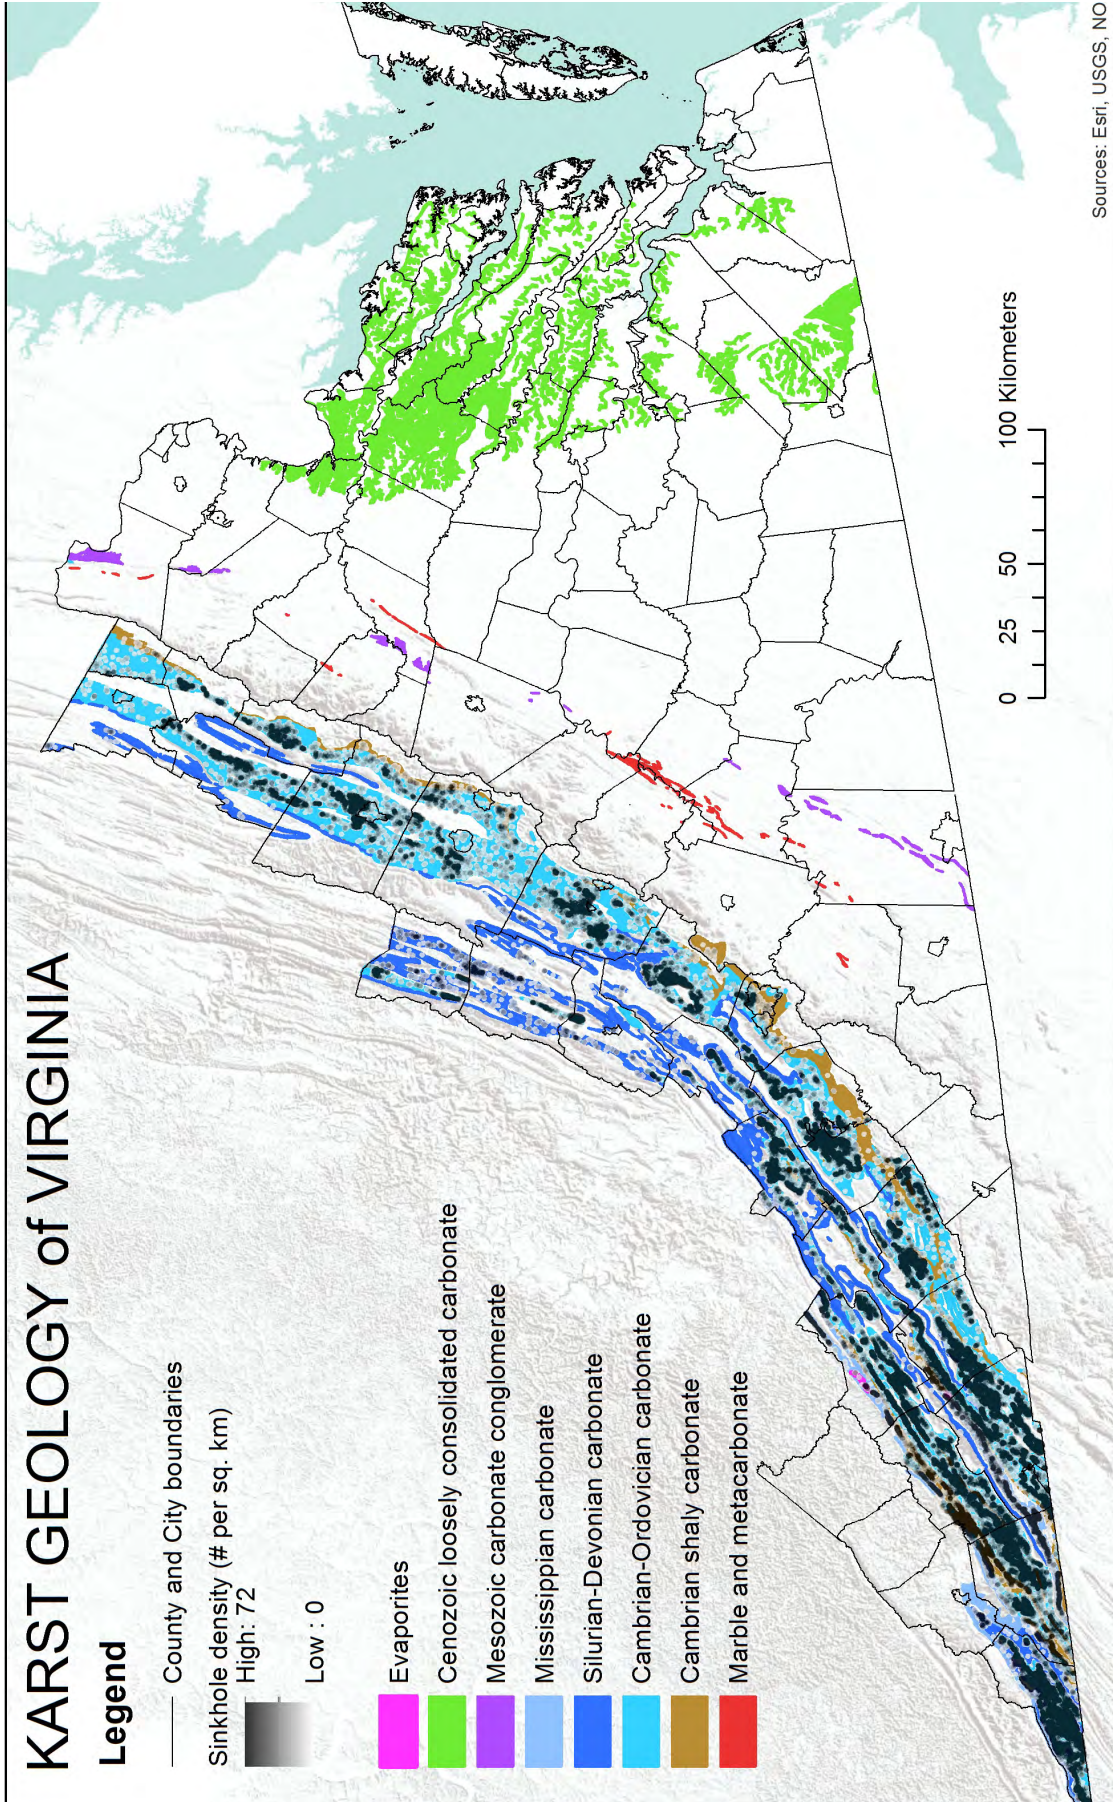 KARST GEOLOGY of VIRGINIA
Legend
County and City boundaries
Sinkhole density (# per sq. km)
High: 72
Low : 0
Evaporites
Cenozoic loosely consolidated carbonate
Mesozoic carbonate conglomerate
Mississippian carbonate
Silurian-Devonian carbonate
Cambrian-Ordovician carbonate
Cambrian shaly carbonate
Marble and metacarbonate
0 25 50 100 Kilometers
Sources: Esri, USGS, NO